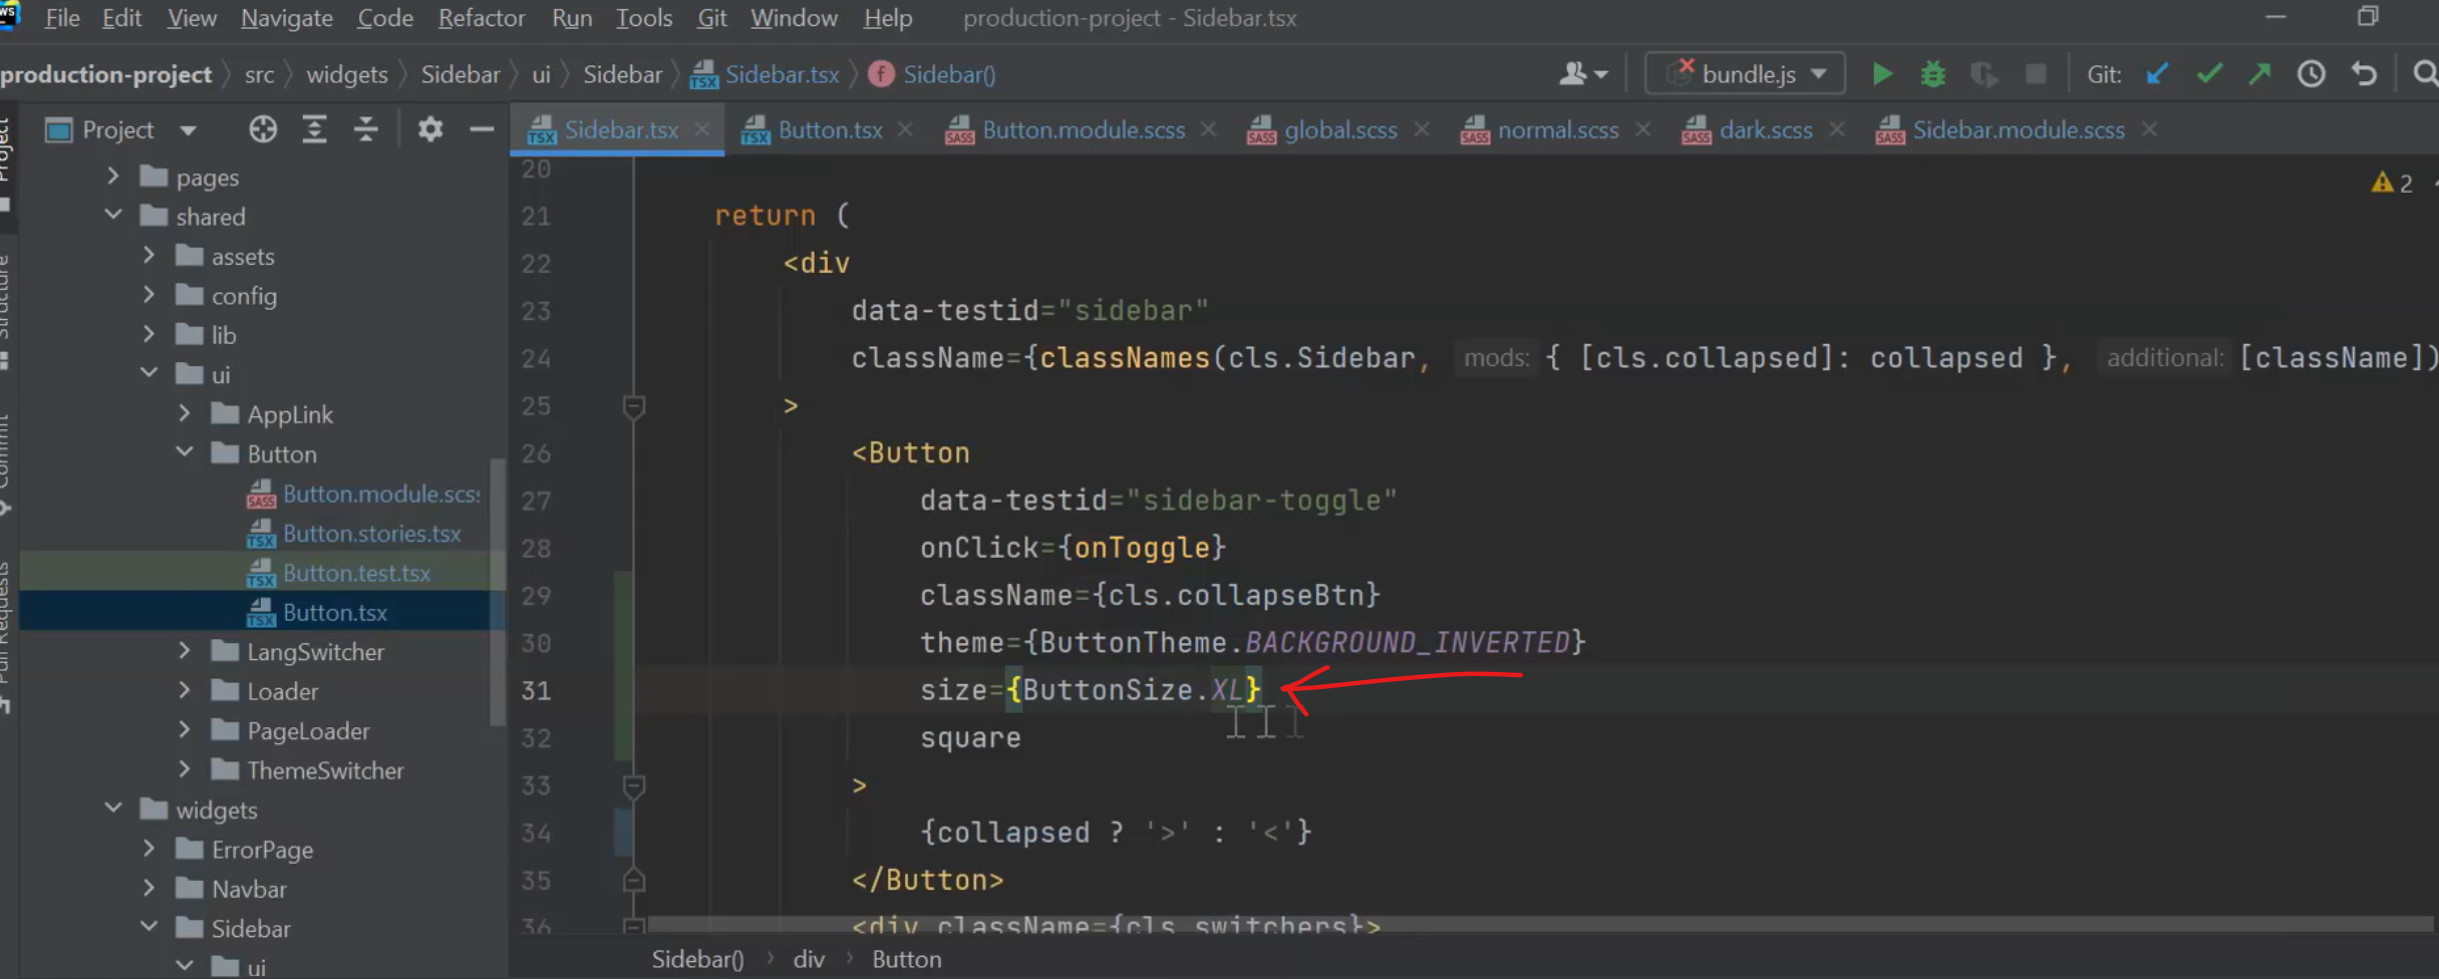 WS File Edit View Navigate Code Refactor Run Tools Git Window Help production-project - Sidebar.tsx
production-project src widgets Sidebar ui Sidebar Sidebar.tsx Sidebar() bundle.js Git:
Project Sidebar.tsx Button.tsx Button.module.scss global.scss normal.scss dark.scss Sidebar.module.scss
Project
Structure
Commit
Pull Requests
pages
shared
assets
config
lib
ui
AppLink
Button
Button.module.scss
Button.stories.tsx
Button.test.tsx
Button.tsx
LangSwitcher
Loader
PageLoader
ThemeSwitcher
widgets
ErrorPage
Navbar
Sidebar
ui
2
20
21 return (
22 <div
23 data-testid="sidebar"
24 className={classNames(cls.Sidebar, mods: { [cls.collapsed]: collapsed }, additional: [className])
25 >
26 <Button
27 data-testid="sidebar-toggle"
28 onClick={onToggle}
29 className={cls.collapseBtn}
30 theme={ButtonTheme.BACKGROUND_INVERTED}
31 size={ButtonSize.XL}
32 square
33 >
34 {collapsed ? '>' : '<'}
35 </Button>
36 <div className={cls.switchers}>
Sidebar() div Button